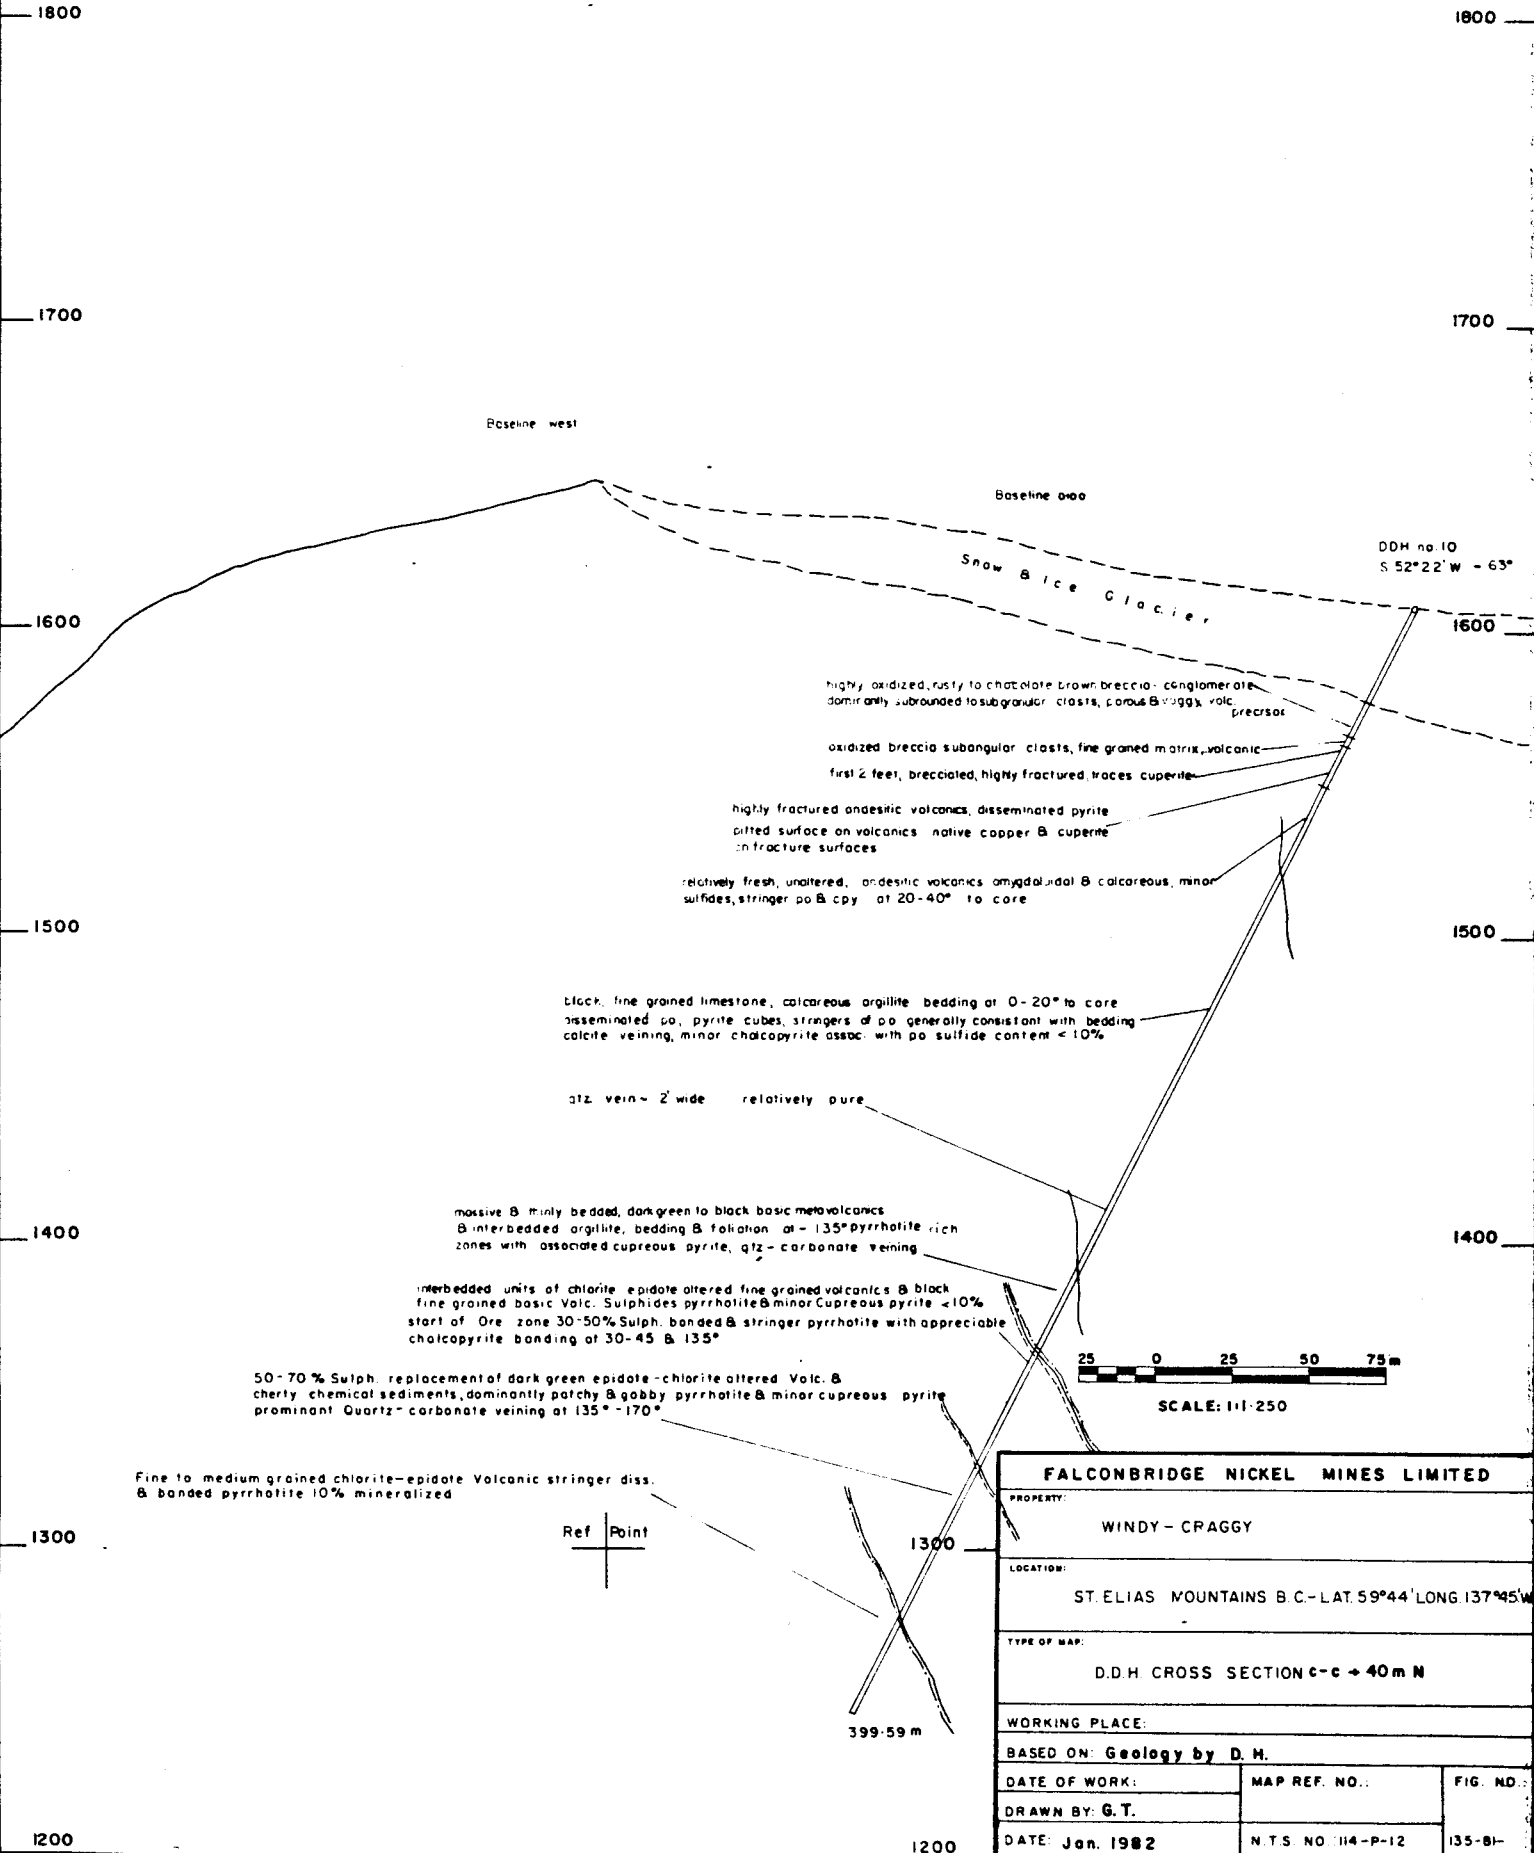 1800
1800
1700
1700
Baseline west
Baseline 0+00
DDH no. 10
S 52°22' W - 63°
Snow & Ice Glacier
1600
1600
highly oxidized, rusty to chocolate brown breccia - conglomerate
dominantly subrounded to subgranular clasts, porous & vuggy, volc.
precrsor
oxidized breccia subangular clasts, fine grained matrix, volcanic
first 2 feet, brecciated, highly fractured, traces cuperite
highly fractured andesitic volcanics, disseminated pyrite
pitted surface on volcanics native copper & cuperite
on fracture surfaces
relatively fresh, unaltered, andesitic volcanics amygdaluidal & calcareous, minor
sulfides, stringer po & cpy at 20-40° to core
1500
1500
black, fine grained limestone, calcareous argillite bedding at 0-20° to core
disseminated po, pyrite cubes, stringers of po generally consistant with bedding
calcite veining, minor chalcopyrite assoc. with po sulfide content < 10%
qtz vein ~ 2' wide relatively pure
massive & thinly bedded, dark green to black basic metavolcanics
& interbedded argillite, bedding & foliation at - 135° pyrrhotite rich
zones with associated cupreous pyrite, qtz - carbonate veining
1400
1400
interbedded units of chlorite epidote altered fine grained volcanics & black
fine grained basic Volc. Sulphides pyrrhotite & minor Cupreous pyrite <10%
start of Ore zone 30-50% Sulph. banded & stringer pyrrhotite with appreciable
chalcopyrite banding at 30-45 & 135°
25 0 25 50 75 m
SCALE: 1:1-250
50-70 % Sulph. replacement of dark green epidote-chlorite altered Volc. &
cherty chemical sediments, dominantly patchy & gobby pyrrhotite & minor cupreous pyrite
prominant Quartz-carbonate veining at 135° - 170°
Fine to medium grained chlorite-epidote Volcanic stringer diss.
& banded pyrrhotite 10% mineralized
Ref Point
1300
1300
399.59 m
1200
1200
FALCONBRIDGE NICKEL MINES LIMITED
PROPERTY:
WINDY-CRAGGY
LOCATION:
ST. ELIAS MOUNTAINS B.C.-LAT. 59°44' LONG. 137°45'W
TYPE OF MAP:
D.D.H. CROSS SECTION C-C + 40m N
WORKING PLACE:
BASED ON: Geology by D. H.
DATE OF WORK:
MAP REF. NO.:
FIG. NO.:
DRAWN BY: G. T.
DATE: Jan. 1982
N.T.S. NO. 114-P-12
135-81-